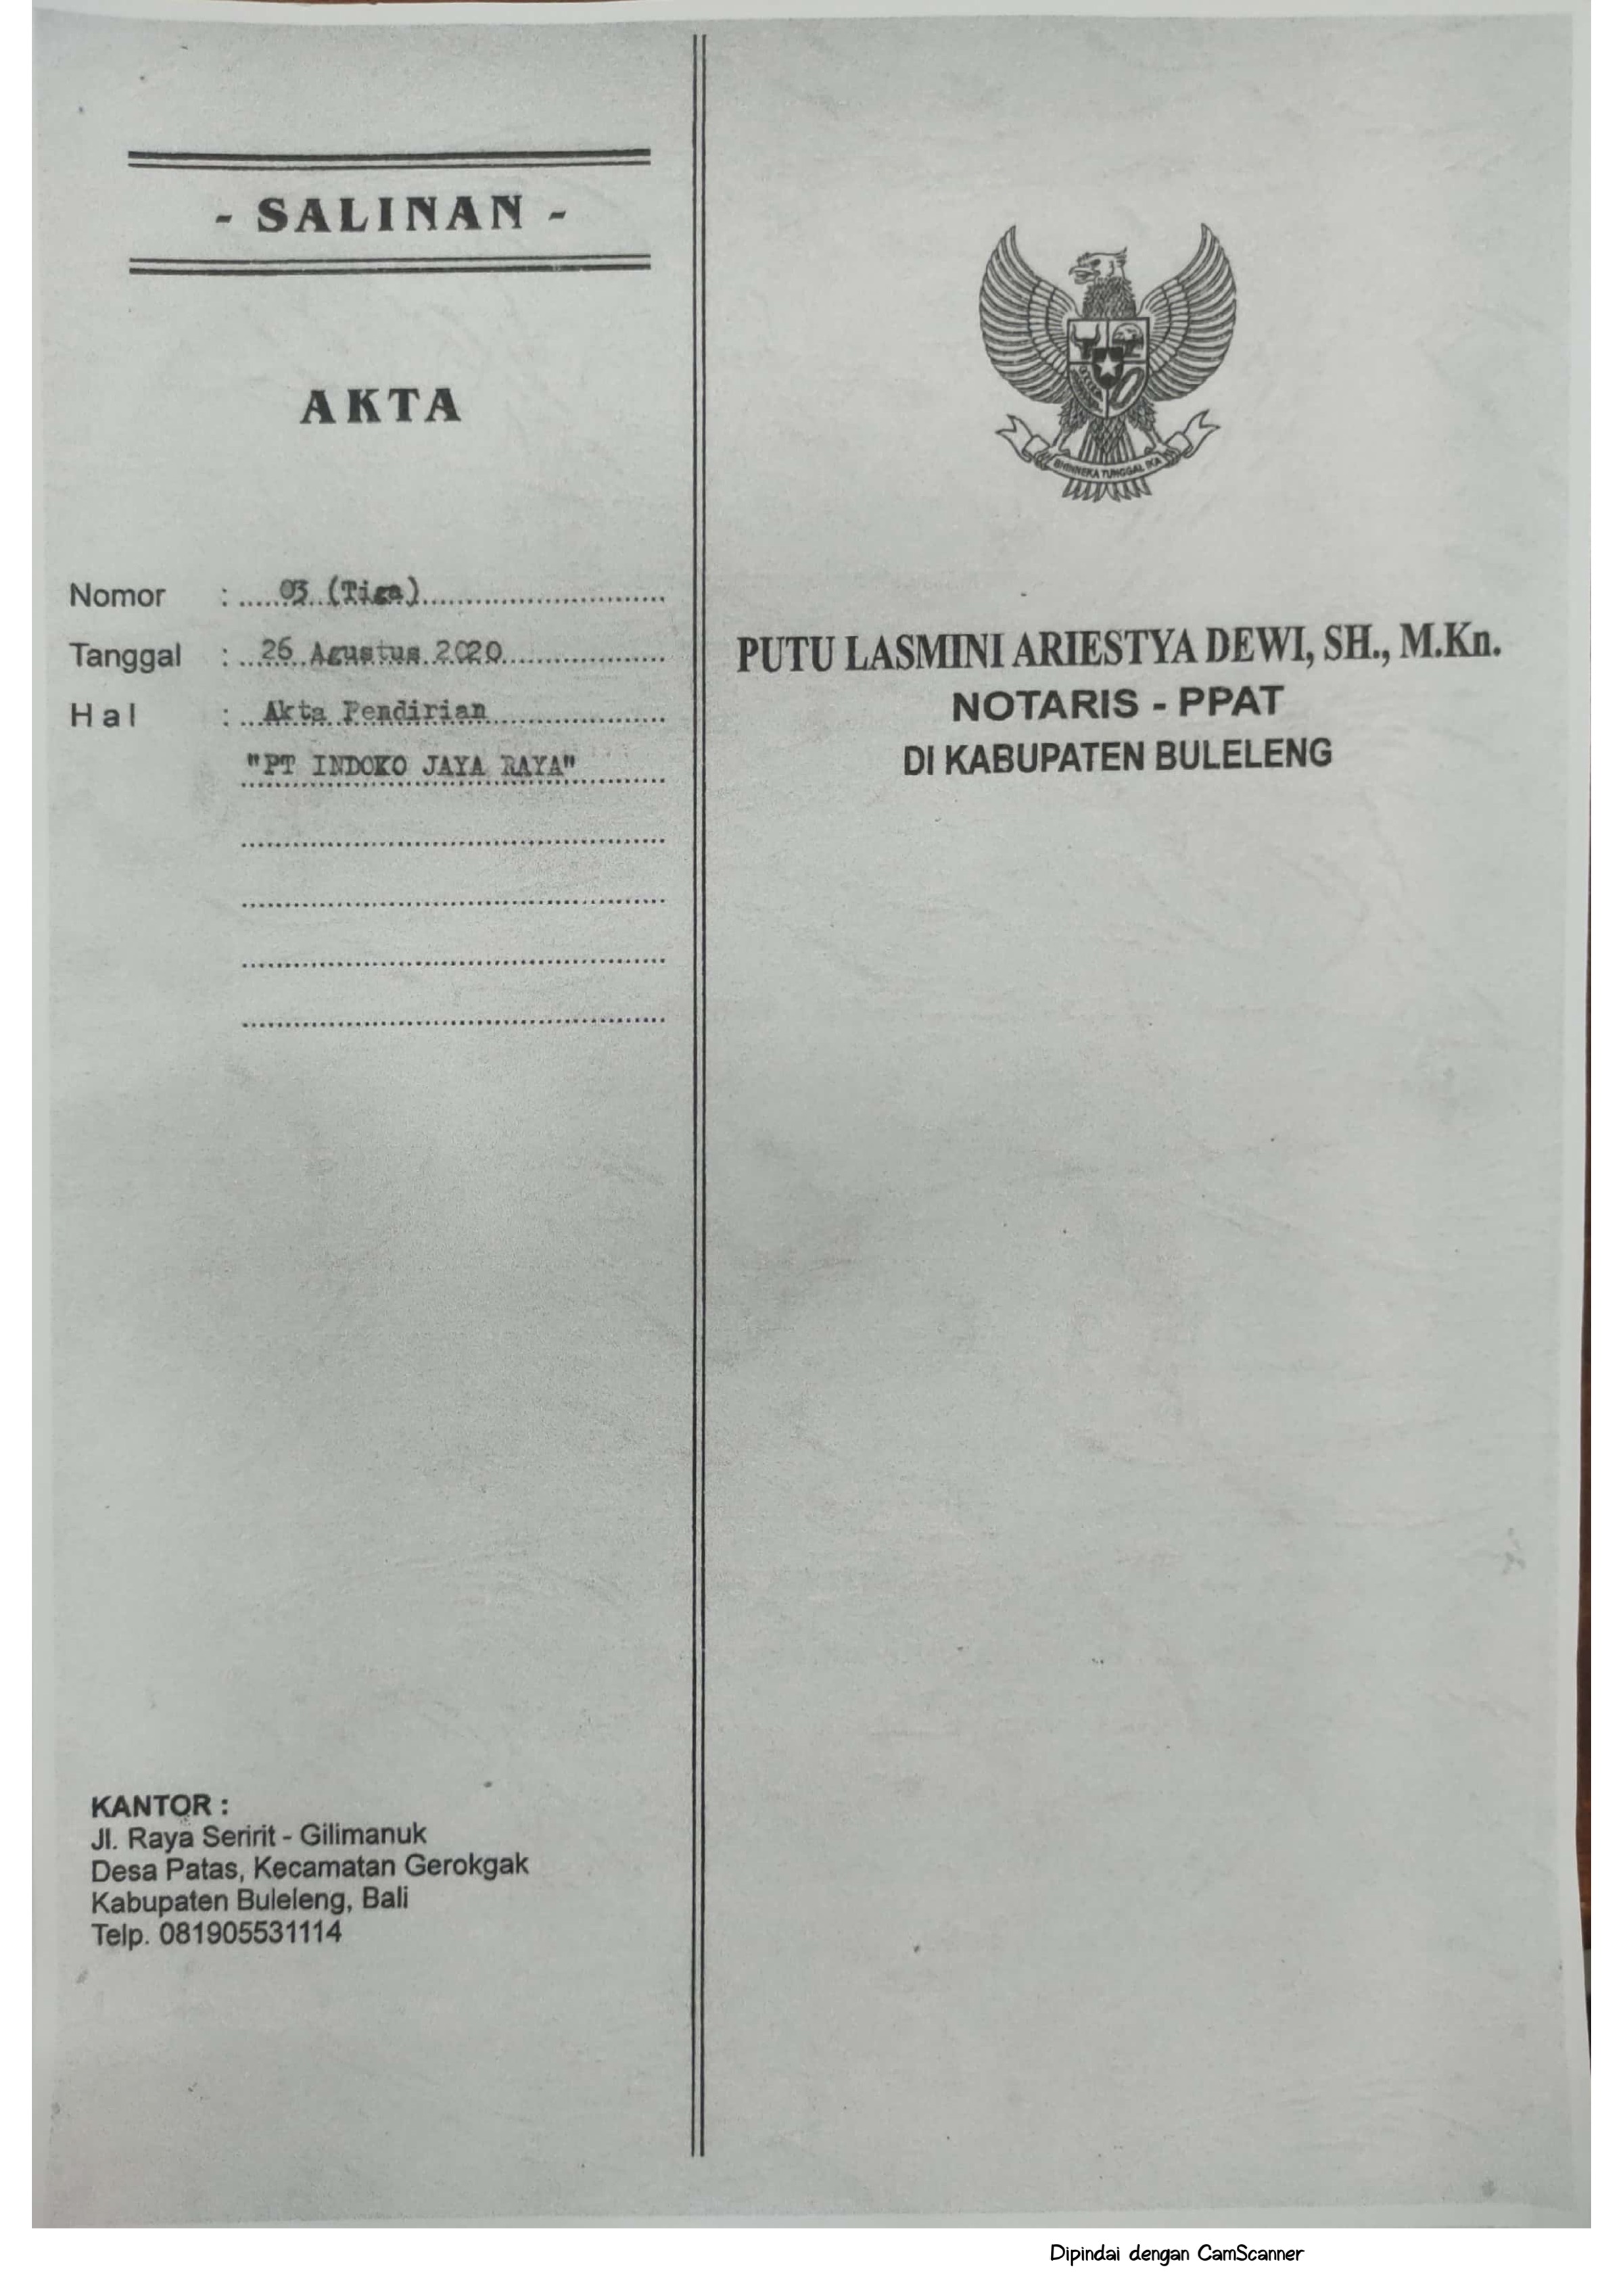 - SALINAN -
AKTA
Nomor : 03 (Tiga)
Tanggal : 26 Agustus 2020
Hal : Akta Pendirian
"PT INDOKO JAYA RAYA"
KANTOR :
Jl. Raya Seririt - Gilimanuk
Desa Patas, Kecamatan Gerokgak
Kabupaten Buleleng, Bali
Telp. 081905531114
BHINNEKA TUNGGAL IKA
PUTU LASMINI ARIESTYA DEWI, SH., M.Kn.
NOTARIS - PPAT
DI KABUPATEN BULELENG
Dipindai dengan CamScanner